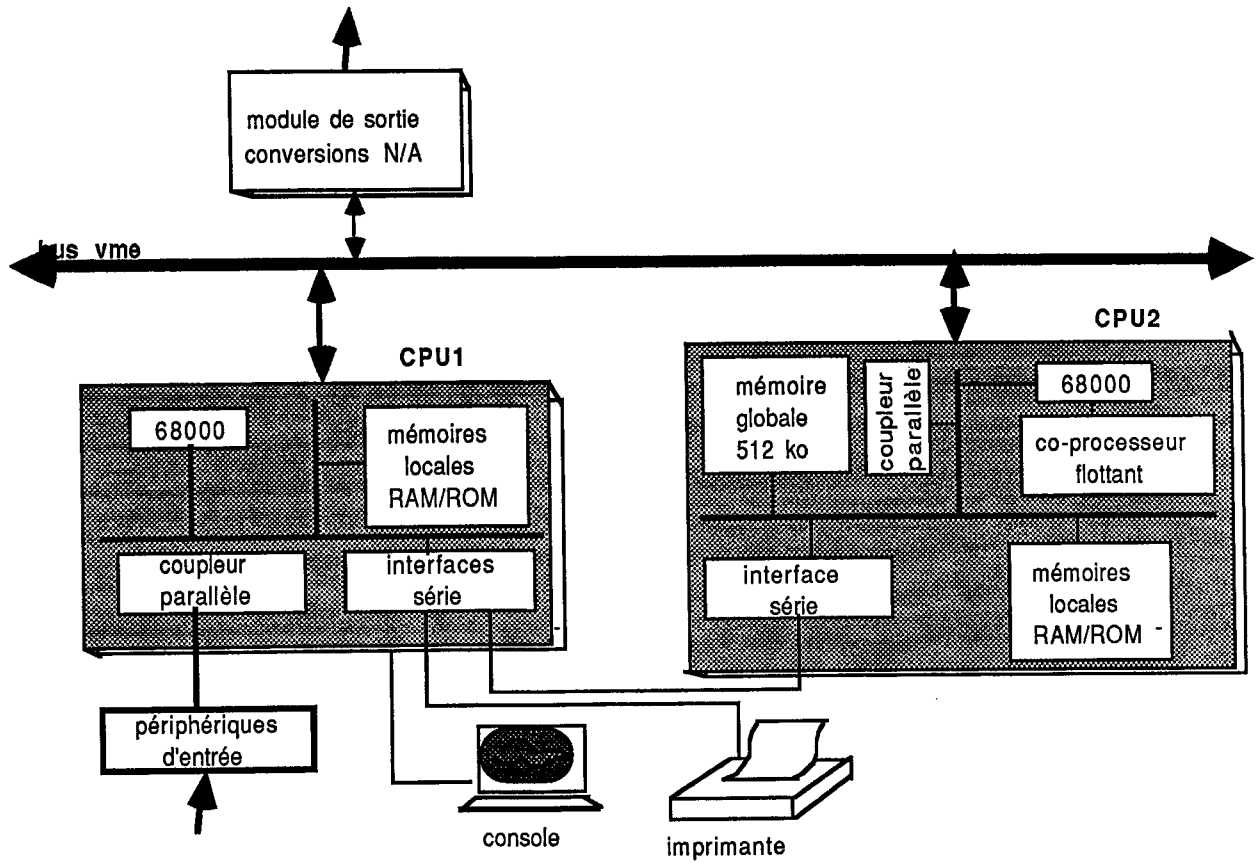 module de sortie
conversions N/A
bus vme
CPU1
68000
mémoires
locales
RAM/ROM
coupleur
parallèle
interfaces
série
périphériques
d'entrée
console
imprimante
CPU2
mémoire
globale
512 ko
coupleur
parallèle
68000
co-processeur
flottant
interface
série
mémoires
locales
RAM/ROM